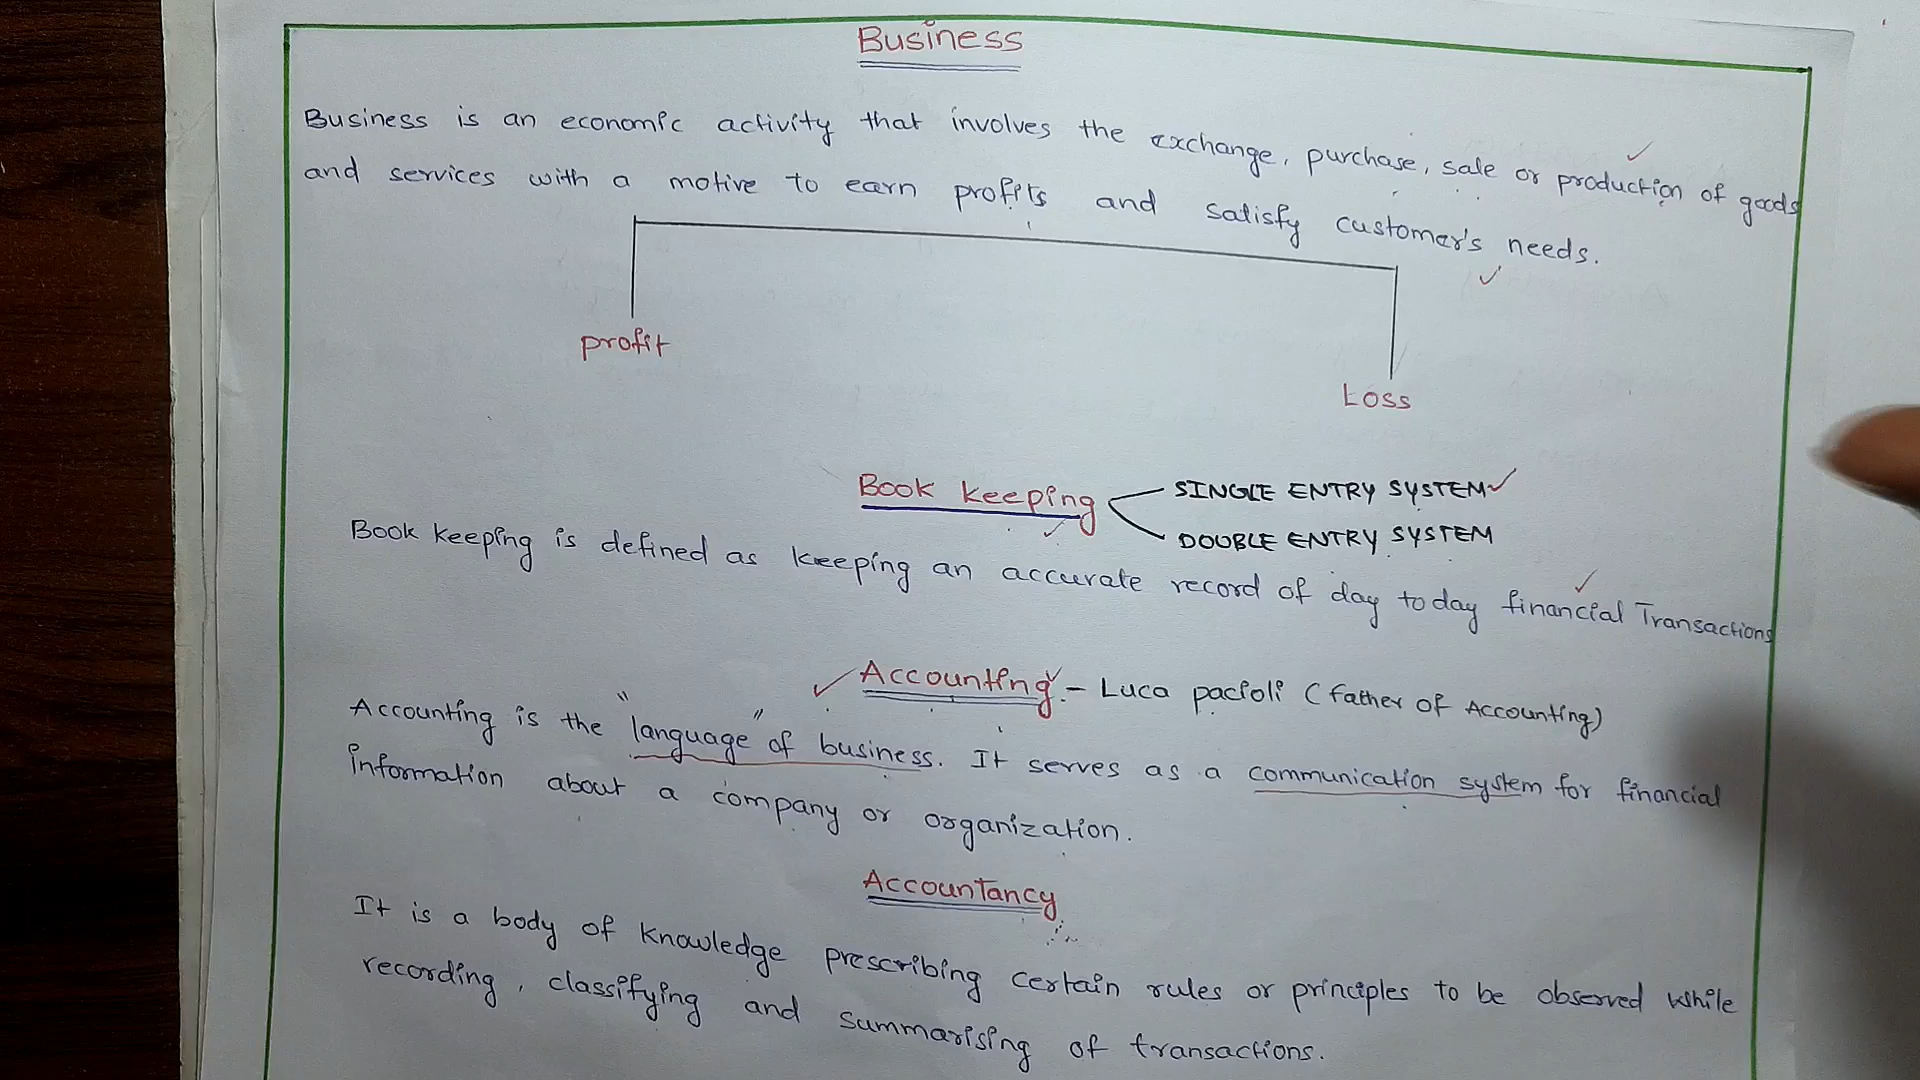 Business
Business is an economic activity that involves the exchange, purchase, sale or production of goods
and services with a motive to earn profits and satisfy customer's needs.
profit
Loss
Book keeping
SINGLE ENTRY SYSTEM
DOUBLE ENTRY SYSTEM
Book keeping is defined as keeping an accurate record of day to day financial Transactions
Accounting - Luca pacioli (father of Accounting)
Accounting is the "language" of business. It serves as a communication system for financial
information about a company or organization.
Accountancy
It is a body of knowledge prescribing certain rules or principles to be observed while
recording, classifying and summarising of transactions.